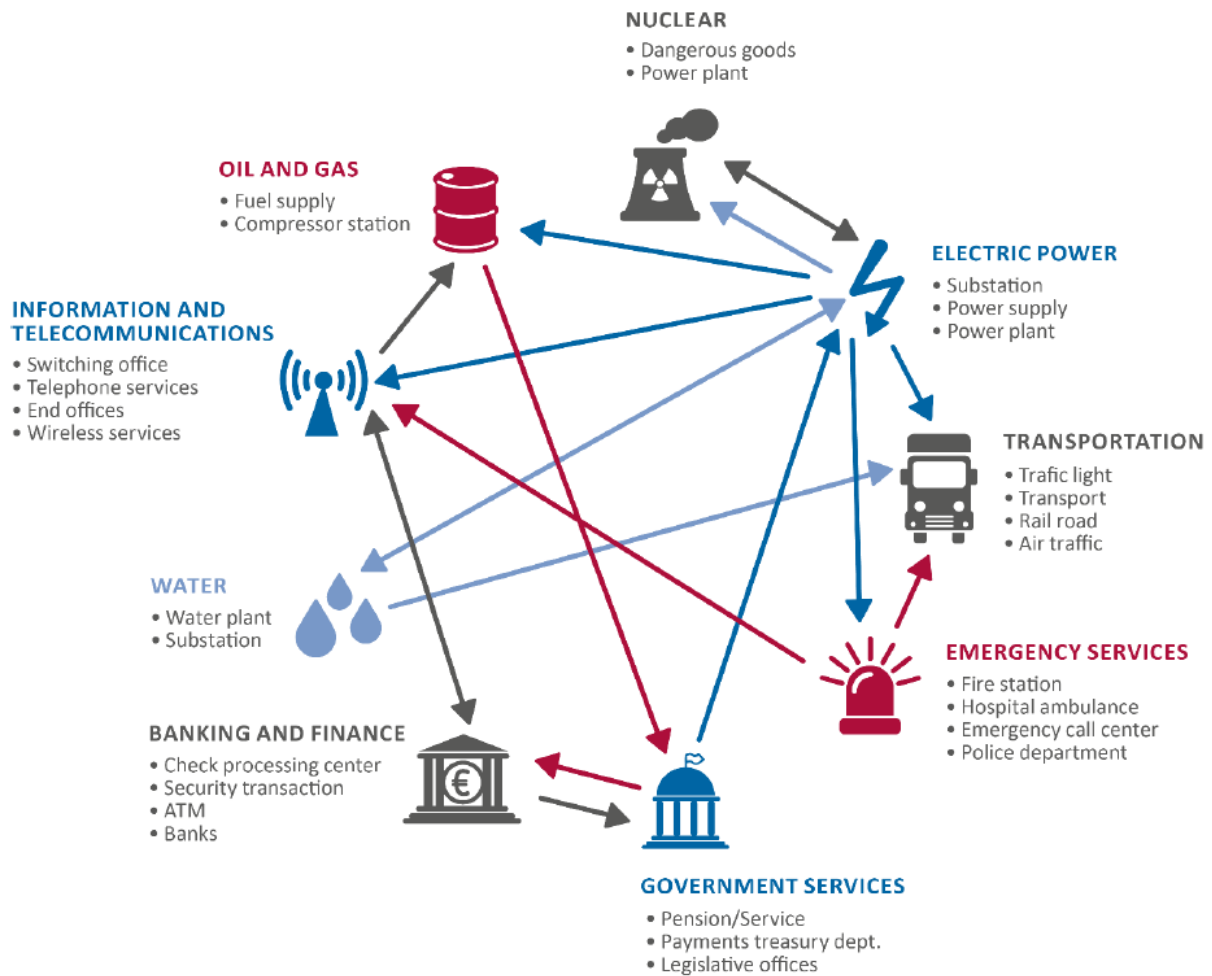 NUCLEAR
• Dangerous goods
• Power plant
OIL AND GAS
• Fuel supply
• Compressor station
ELECTRIC POWER
• Substation
• Power supply
• Power plant
INFORMATION AND
TELECOMMUNICATIONS
• Switching office
• Telephone services
• End offices
• Wireless services
TRANSPORTATION
• Trafic light
• Transport
• Rail road
• Air traffic
WATER
• Water plant
• Substation
EMERGENCY SERVICES
• Fire station
• Hospital ambulance
• Emergency call center
• Police department
BANKING AND FINANCE
• Check processing center
• Security transaction
• ATM
• Banks
€
GOVERNMENT SERVICES
• Pension/Service
• Payments treasury dept.
• Legislative offices